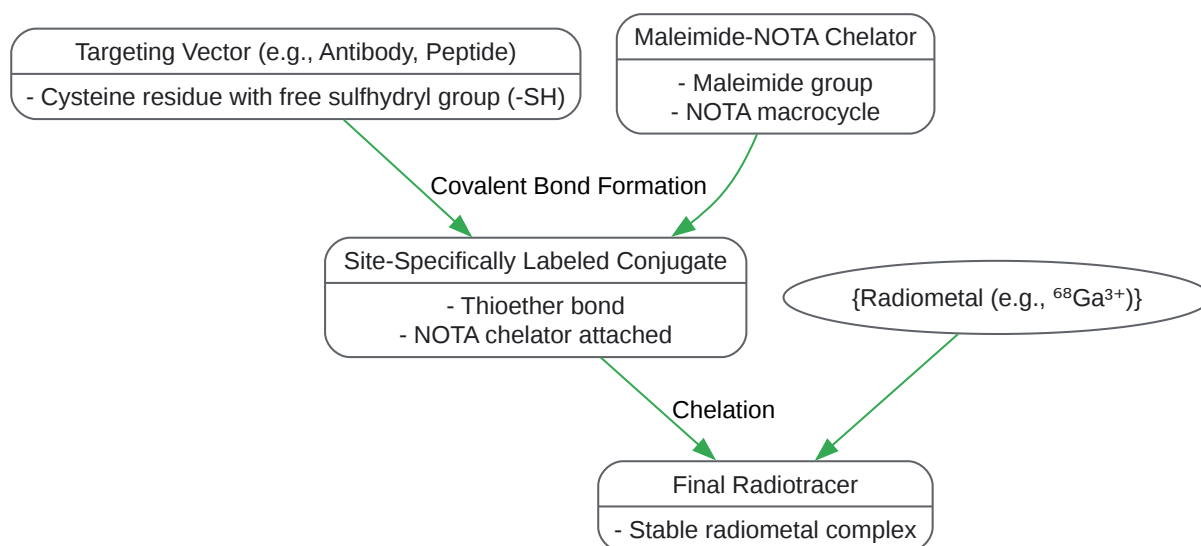 Targeting Vector (e.g., Antibody, Peptide)
- Cysteine residue with free sulfhydryl group (-SH)
Maleimide-NOTA Chelator
- Maleimide group
- NOTA macrocycle
Covalent Bond Formation
Site-Specifically Labeled Conjugate
- Thioether bond
- NOTA chelator attached
{Radiometal (e.g., ⁶⁸Ga³⁺)}
Chelation
Final Radiotracer
- Stable radiometal complex